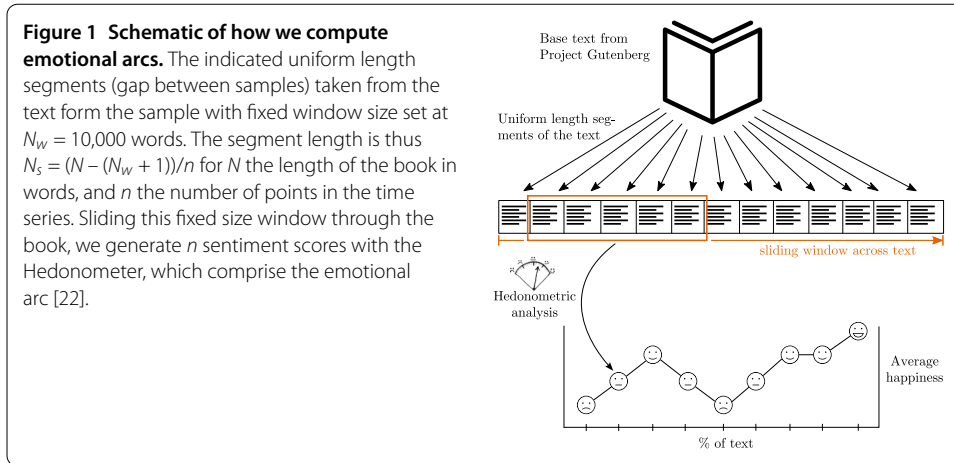 Figure 1 Schematic of how we compute
emotional arcs. The indicated uniform length
segments (gap between samples) taken from the
text form the sample with fixed window size set at
Nw = 10,000 words. The segment length is thus
Ns = (N – (Nw + 1))/n for N the length of the book in
words, and n the number of points in the time
series. Sliding this fixed size window through the
book, we generate n sentiment scores with the
Hedonometer, which comprise the emotional
arc [22].
Base text from
Project Gutenberg
Uniform length seg-
ments of the text
sliding window across text
Hedonometric
analysis
Average
happiness
% of text